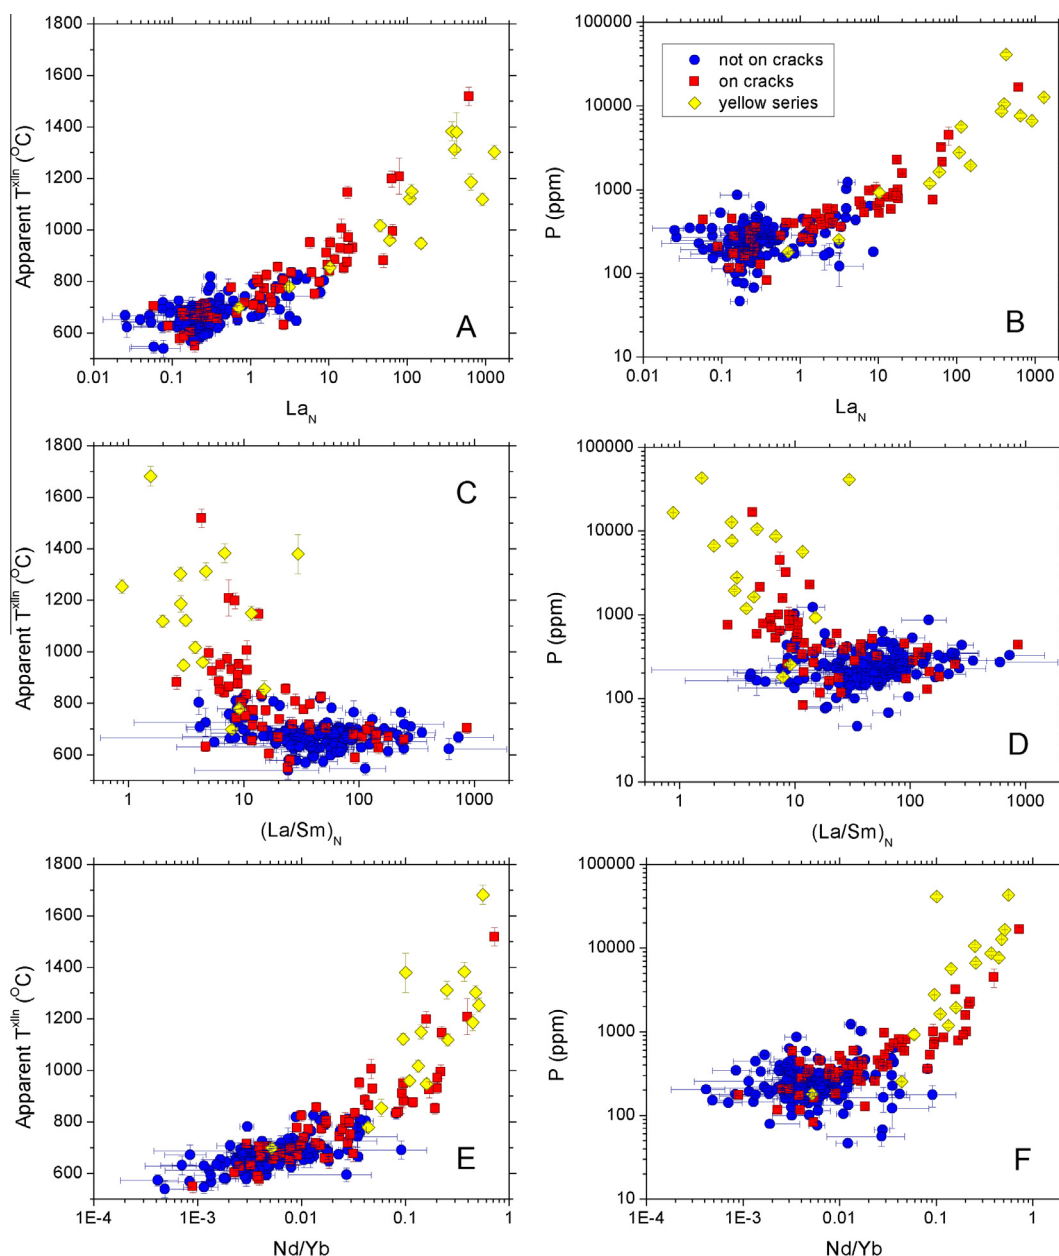 1800
1600
1400
1200
1000
800
600
Apparent T^xlln (°C)
A
0.01 0.1 1 10 100 1000
La_N
100000
10000
1000
100
10
P (ppm)
not on cracks
on cracks
yellow series
B
0.01 0.1 1 10 100 1000
La_N
1800
1600
1400
1200
1000
800
600
Apparent T^xlln (°C)
C
1 10 100 1000
(La/Sm)_N
100000
10000
1000
100
10
P (ppm)
D
1 10 100 1000
(La/Sm)_N
1800
1600
1400
1200
1000
800
600
Apparent T^xlln (°C)
E
1E-4 1E-3 0.01 0.1 1
Nd/Yb
100000
10000
1000
100
10
P (ppm)
F
1E-4 1E-3 0.01 0.1 1
Nd/Yb